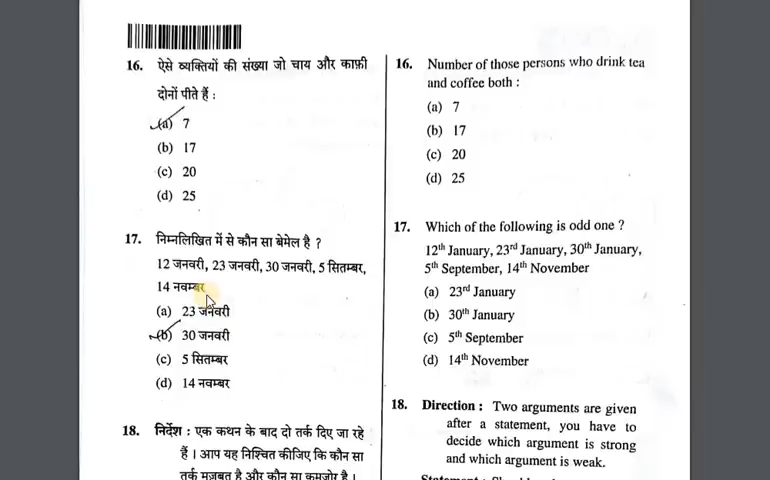 16. ऐसे व्यक्तियों की संख्या जो चाय और काफ़ी
दोनों पीते हैं :
(a) 7
(b) 17
(c) 20
(d) 25
17. निम्नलिखित में से कौन सा बेमेल है ?
12 जनवरी, 23 जनवरी, 30 जनवरी, 5 सितम्बर,
14 नवम्बर
(a) 23 जनवरी
(b) 30 जनवरी
(c) 5 सितम्बर
(d) 14 नवम्बर
18. निर्देश : एक कथन के बाद दो तर्क दिए जा रहे
हैं । आप यह निश्चित कीजिए कि कौन सा
तर्क मज़बूत है और कौन सा कमजोर है ।
16. Number of those persons who drink tea
and coffee both :
(a) 7
(b) 17
(c) 20
(d) 25
17. Which of the following is odd one ?
12th January, 23rd January, 30th January,
5th September, 14th November
(a) 23rd January
(b) 30th January
(c) 5th September
(d) 14th November
18. Direction : Two arguments are given
after a statement, you have to
decide which argument is strong
and which argument is weak.